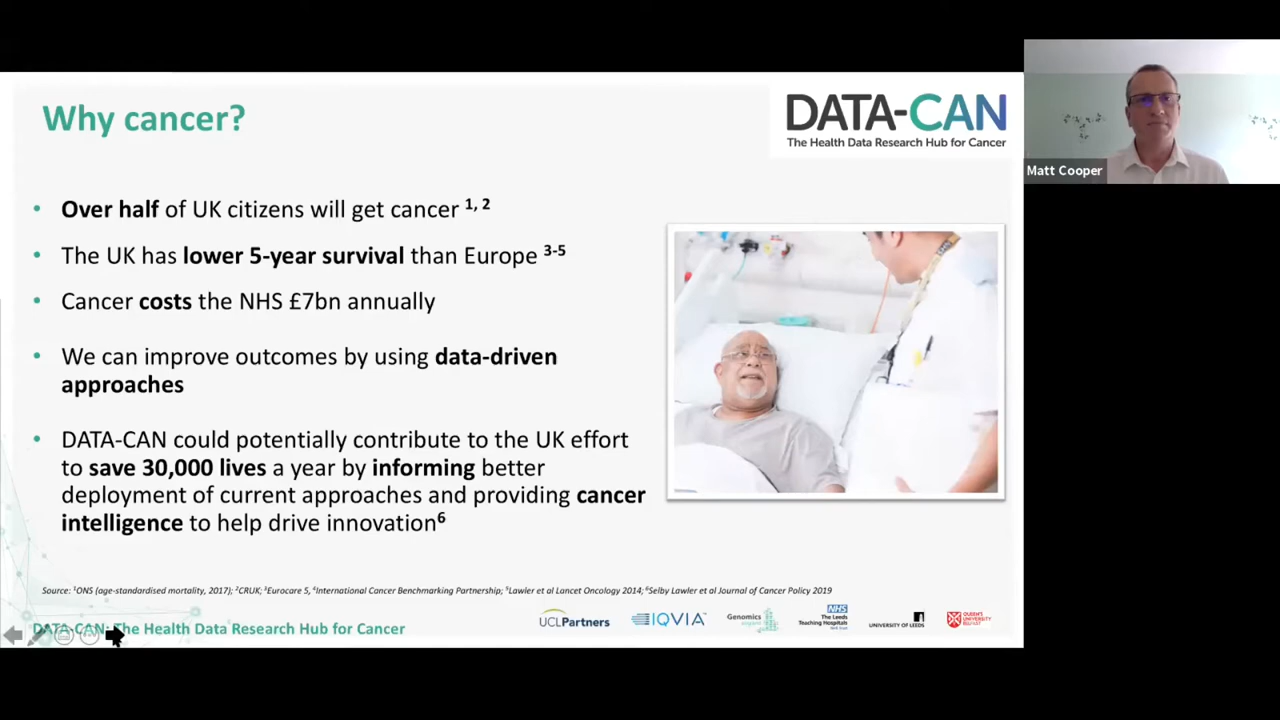 Why cancer?
DATA-CAN
The Health Data Research Hub for Cancer
Matt Cooper
• Over half of UK citizens will get cancer 1, 2
• The UK has lower 5-year survival than Europe 3-5
• Cancer costs the NHS £7bn annually
• We can improve outcomes by using data-driven
approaches
• DATA-CAN could potentially contribute to the UK effort
to save 30,000 lives a year by informing better
deployment of current approaches and providing cancer
intelligence to help drive innovation6
Source: 1ONS (age-standardised mortality, 2017); 2CRUK; 3Eurocare 5, 4International Cancer Benchmarking Partnership; 5Lawler et al Lancet Oncology 2014; 6Selby Lawler et al Journal of Cancer Policy 2019
DATA-CAN: The Health Data Research Hub for Cancer
UCLPartners
IQVIA
Genomics
NHS
The Leeds
Teaching Hospitals
UNIVERSITY OF LEEDS
QUEEN'S
UNIVERSITY
BELFAST